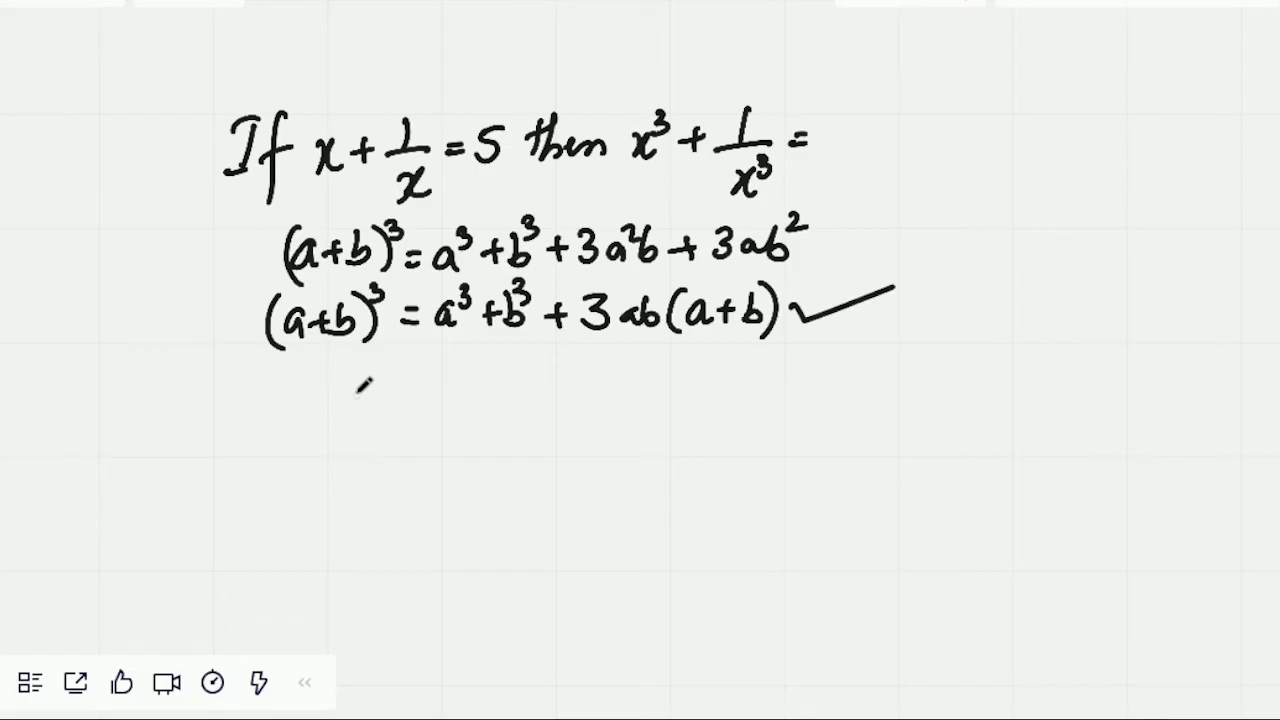 If x + 1/x = 5 then x³ + 1/x³ =
(a+b)³ = a³ + b³ + 3a²b + 3ab²
(a+b)³ = a³ + b³ + 3ab(a+b) ✓